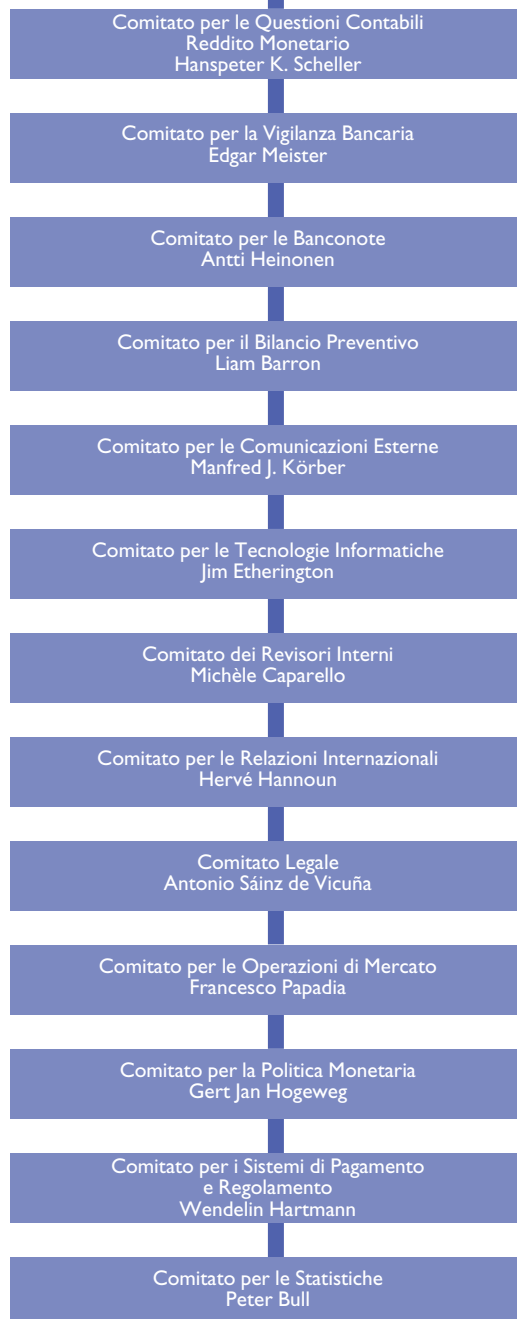 Comitato per le Questioni Contabili
Reddito Monetario
Hanspeter K. Scheller
Comitato per la Vigilanza Bancaria
Edgar Meister
Comitato per le Banconote
Antti Heinonen
Comitato per il Bilancio Preventivo
Liam Barron
Comitato per le Comunicazioni Esterne
Manfred J. Körber
Comitato per le Tecnologie Informatiche
Jim Etherington
Comitato dei Revisori Interni
Michèle Caparello
Comitato per le Relazioni Internazionali
Hervé Hannoun
Comitato Legale
Antonio Sáinz de Vicuña
Comitato per le Operazioni di Mercato
Francesco Papadia
Comitato per la Politica Monetaria
Gert Jan Hogeweg
Comitato per i Sistemi di Pagamento
e Regolamento
Wendelin Hartmann
Comitato per le Statistiche
Peter Bull